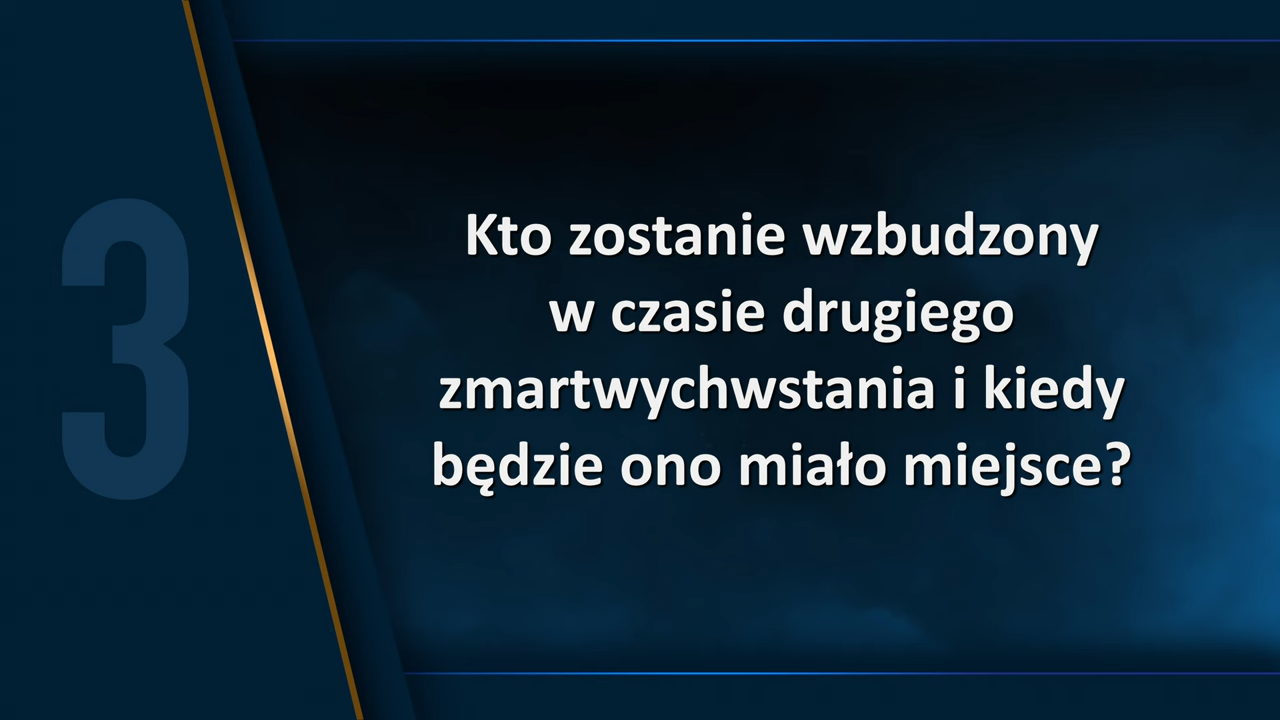 3
Kto zostanie wzbudzony
w czasie drugiego
zmartwychwstania i kiedy
będzie ono miało miejsce?